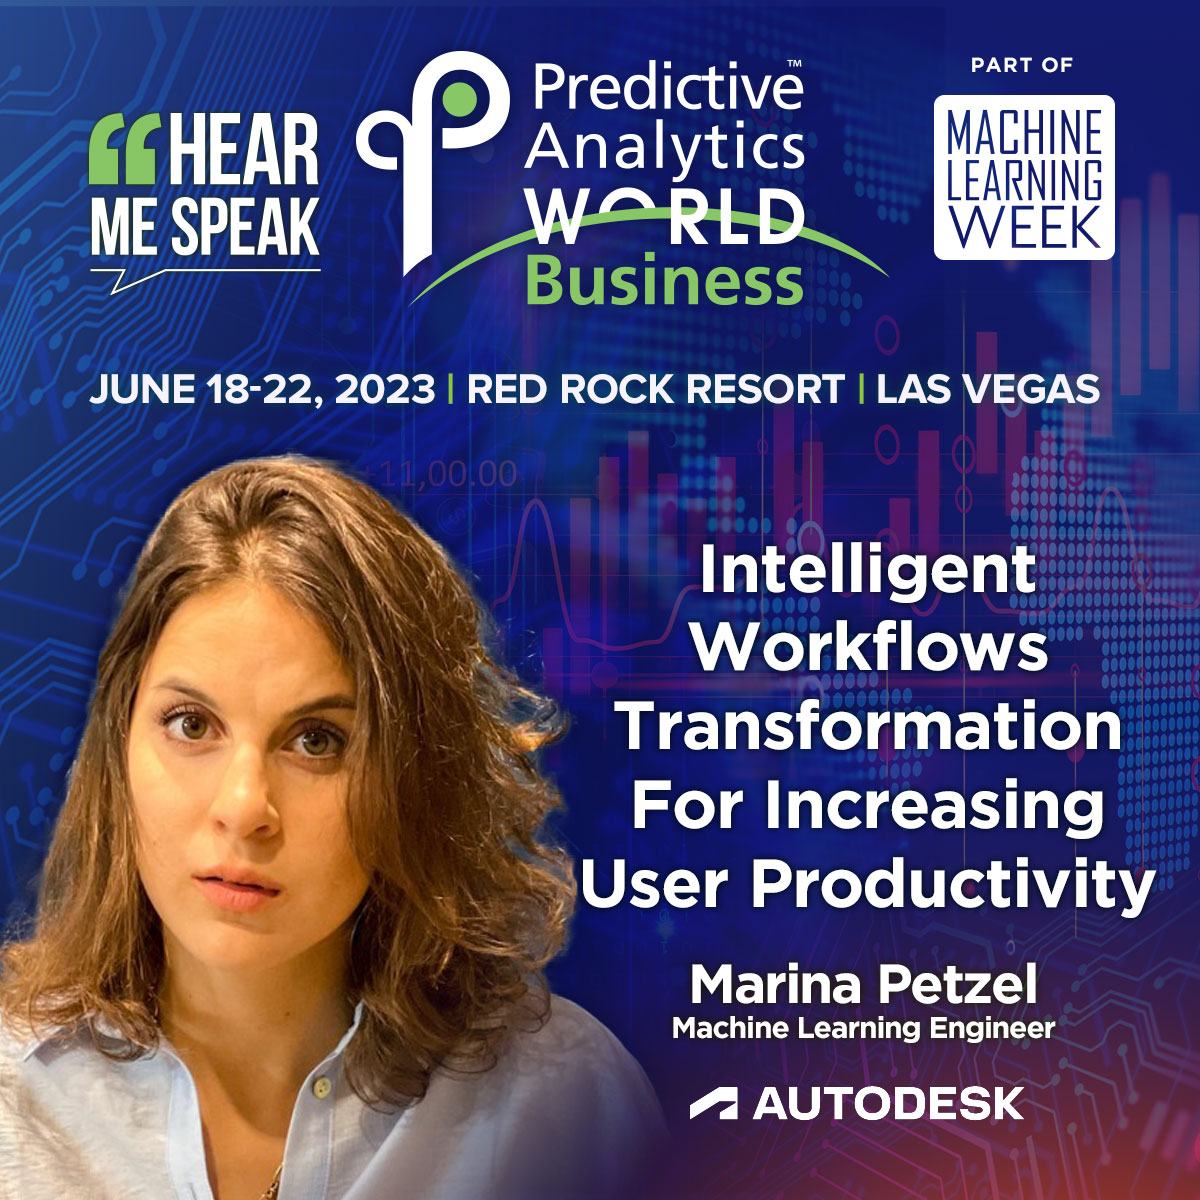 HEAR
ME SPEAK
Predictive™
Analytics
WORLD
Business
PART OF
MACHINE
LEARNING
WEEK
JUNE 18-22, 2023 | RED ROCK RESORT | LAS VEGAS
+11,00.00
Intelligent
Workflows
Transformation
For Increasing
User Productivity
Marina Petzel
Machine Learning Engineer
AUTODESK